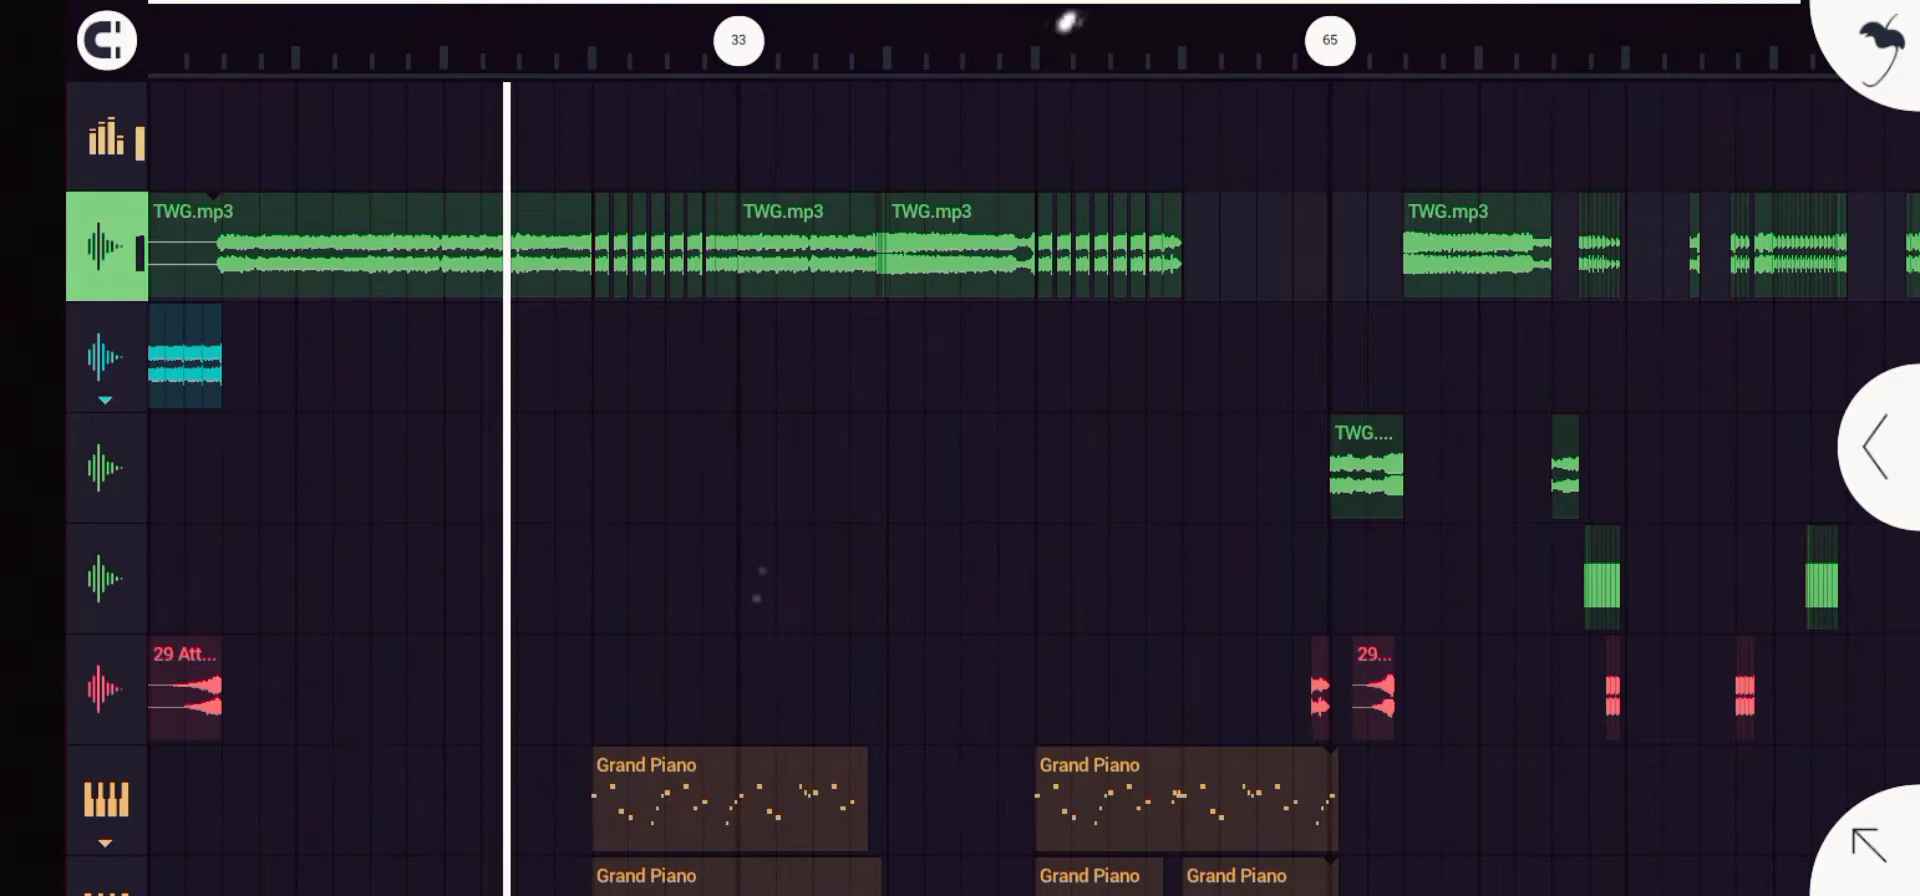 33
65
TWG.mp3
TWG.mp3
TWG.mp3
TWG.mp3
TWG....
29 Att...
29...
Grand Piano
Grand Piano
Grand Piano
Grand Piano
Grand Piano